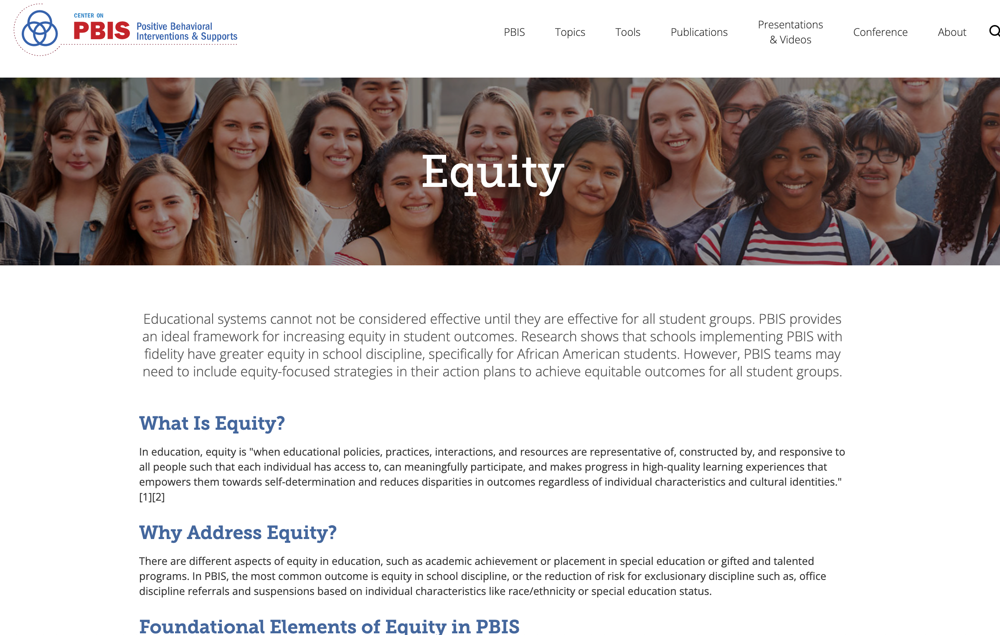 CENTER ON
PBIS
Positive Behavioral
Interventions & Supports
PBIS
Topics
Tools
Publications
Presentations
& Videos
Conference
About
Equity
Educational systems cannot not be considered effective until they are effective for all student groups. PBIS provides
an ideal framework for increasing equity in student outcomes. Research shows that schools implementing PBIS with
fidelity have greater equity in school discipline, specifically for African American students. However, PBIS teams may
need to include equity-focused strategies in their action plans to achieve equitable outcomes for all student groups.
What Is Equity?
In education, equity is "when educational policies, practices, interactions, and resources are representative of, constructed by, and responsive to
all people such that each individual has access to, can meaningfully participate, and makes progress in high-quality learning experiences that
empowers them towards self-determination and reduces disparities in outcomes regardless of individual characteristics and cultural identities."
[1][2]
Why Address Equity?
There are different aspects of equity in education, such as academic achievement or placement in special education or gifted and talented
programs. In PBIS, the most common outcome is equity in school discipline, or the reduction of risk for exclusionary discipline such as, office
discipline referrals and suspensions based on individual characteristics like race/ethnicity or special education status.
Foundational Elements of Equity in PBIS